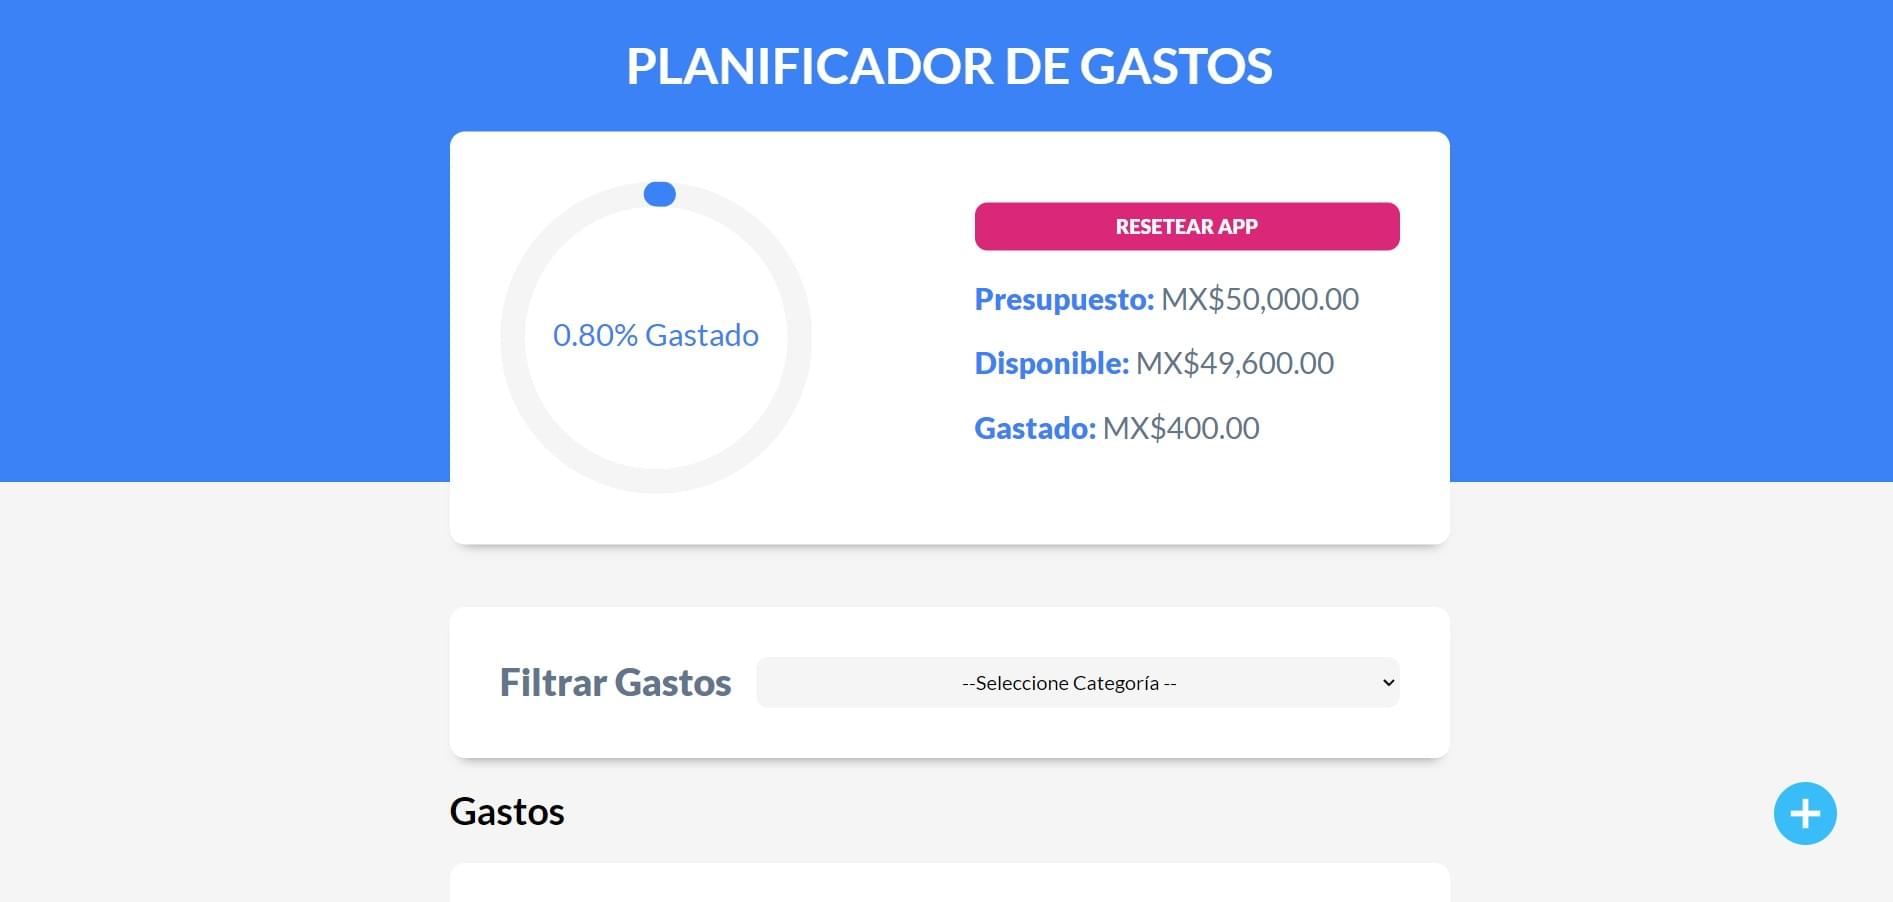 PLANIFICADOR DE GASTOS
0.80% Gastado
RESETEAR APP
Presupuesto: MX$50,000.00
Disponible: MX$49,600.00
Gastado: MX$400.00
Filtrar Gastos
--Seleccione Categoría --
Gastos